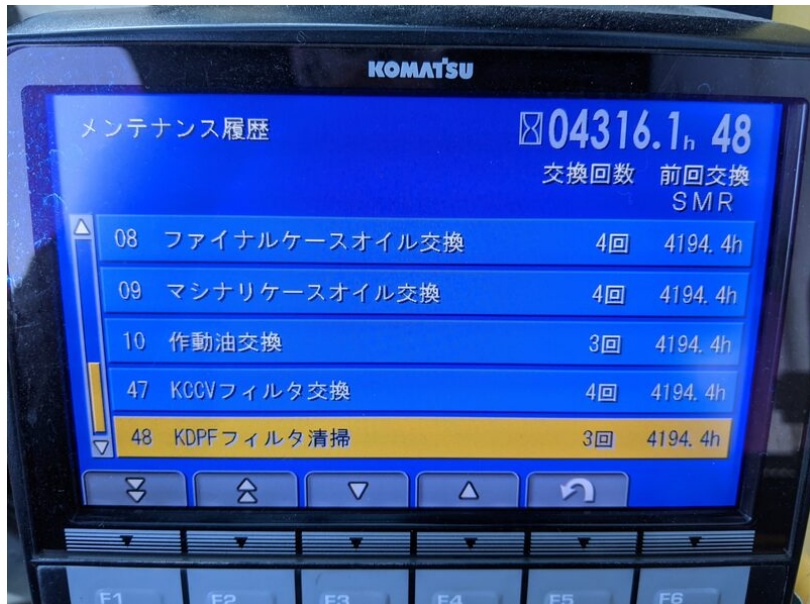 KOMATSU
メンテナンス履歴 04316.1h 48
交換回数 前回交換
SMR
08 ファイナルケースオイル交換 4回 4194.4h
09 マシナリケースオイル交換 4回 4194.4h
10 作動油交換 3回 4194.4h
47 KCCVフィルタ交換 4回 4194.4h
48 KDPFフィルタ清掃 3回 4194.4h
F1 F2 F3 F4 F5 F6